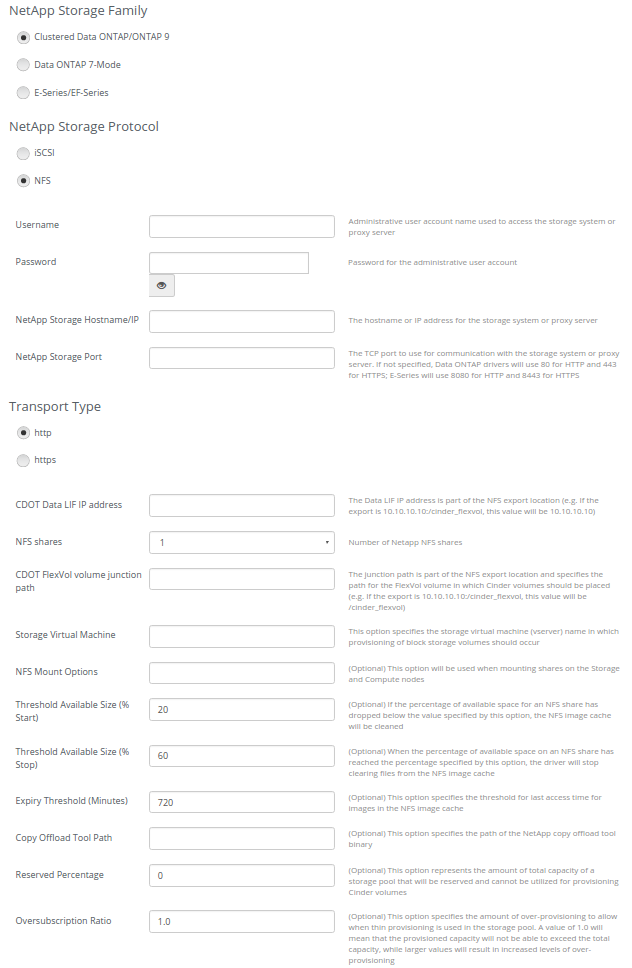 NetApp Storage Family
Clustered Data ONTAP/ONTAP 9
Data ONTAP 7-Mode
E-Series/EF-Series
NetApp Storage Protocol
iSCSI
NFS
Username
Administrative user account name used to access the storage system or
proxy server
Password
Password for the administrative user account
NetApp Storage Hostname/IP
The hostname or IP address for the storage system or proxy server
NetApp Storage Port
The TCP port to use for communication with the storage system or proxy
server. If not specified, Data ONTAP drivers will use 80 for HTTP and 443
for HTTPS; E-Series will use 8080 for HTTP and 8443 for HTTPS
Transport Type
http
https
CDOT Data LIF IP address
The Data LIF IP address is part of the NFS export location (e.g. If the
export is 10.10.10.10:/cinder_flexvol, this value will be 10.10.10.10)
NFS shares
1
Number of Netapp NFS shares
CDOT FlexVol volume junction
path
The junction path is part of the NFS export location and specifies the
path for the FlexVol volume in which Cinder volumes should be placed
(e.g. If the export is 10.10.10.10:/cinder_flexvol, this value will be
/cinder_flexvol)
Storage Virtual Machine
This option specifies the storage virtual machine (vserver) name in which
provisioning of block storage volumes should occur
NFS Mount Options
(Optional) This option will be used when mounting shares on the Storage
and Compute nodes
Threshold Available Size (%
Start)
20
(Optional) If the percentage of available space for an NFS share has
dropped below the value specified by this option, the NFS image cache
will be cleaned
Threshold Available Size (%
Stop)
60
(Optional) When the percentage of available space on an NFS share has
reached the percentage specified by this option, the driver will stop
clearing files from the NFS image cache
Expiry Threshold (Minutes)
720
(Optional) This option specifies the threshold for last access time for
images in the NFS image cache
Copy Offload Tool Path
(Optional) This option specifies the path of the NetApp copy offload tool
binary
Reserved Percentage
0
(Optional) This option represents the amount of total capacity of a
storage pool that will be reserved and cannot be utilized for provisioning
Cinder volumes
Oversubscription Ratio
1.0
(Optional) This option specifies the amount of over-provisioning to allow
when thin provisioning is used in the storage pool. A value of 1.0 will
mean that the provisioned capacity will not be able to exceed the total
capacity, while larger values will result in increased levels of over-
provisioning